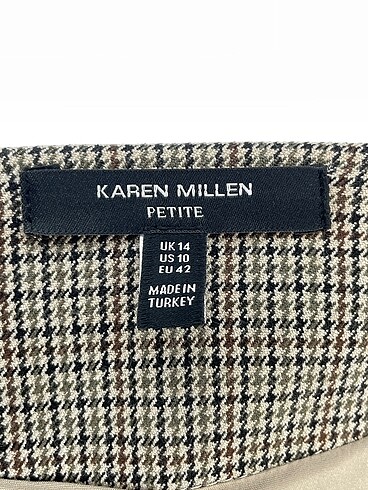 KAREN MILLEN
PETITE
UK 14
US 10
EU 42
MADE IN
TURKEY